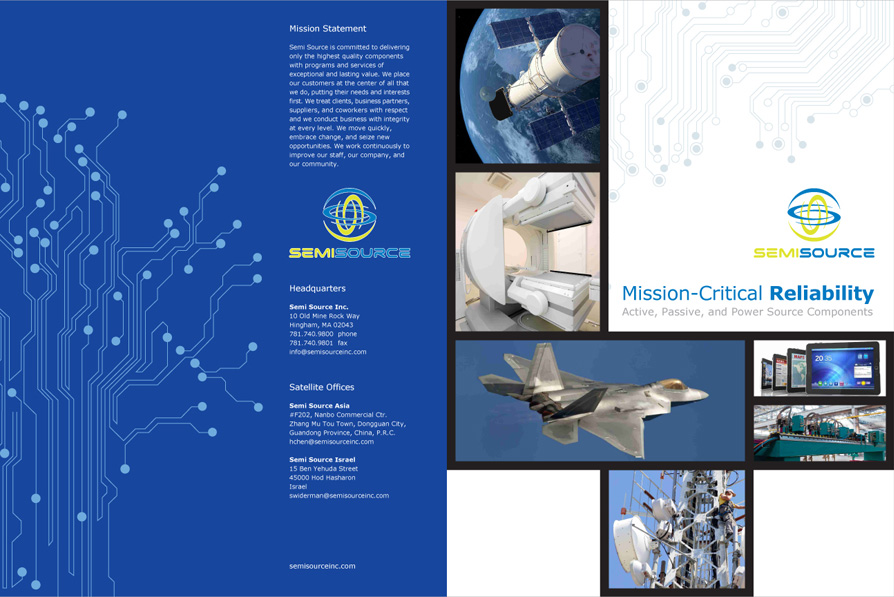 Mission Statement
Semi Source is committed to delivering
only the highest quality components
with programs and services of
exceptional and lasting value. We place
our customers at the center of all that
we do, putting their needs and interests
first. We treat clients, business partners,
suppliers, and coworkers with respect
and we conduct business with integrity
at every level. We move quickly,
embrace change, and seize new
opportunities. We work continuously to
improve our staff, our company, and
our community.
SEMISOURCE
Headquarters
Semi Source Inc.
10 Old Mine Rock Way
Hingham, MA 02043
781.740.9800 phone
781.740.9801 fax
info@semisourceinc.com
Satellite Offices
Semi Source Asia
#F202, Nanbo Commercial Ctr.
Zhang Mu Tou Town, Dongguan City,
Guandong Province, China, P.R.C.
hchen@semisourceinc.com
Semi Source Israel
15 Ben Yehuda Street
45000 Hod Hasharon
Israel
swiderman@semisourceinc.com
semisourceinc.com
SEMISOURCE
Mission-Critical Reliability
Active, Passive, and Power Source Components
20:35